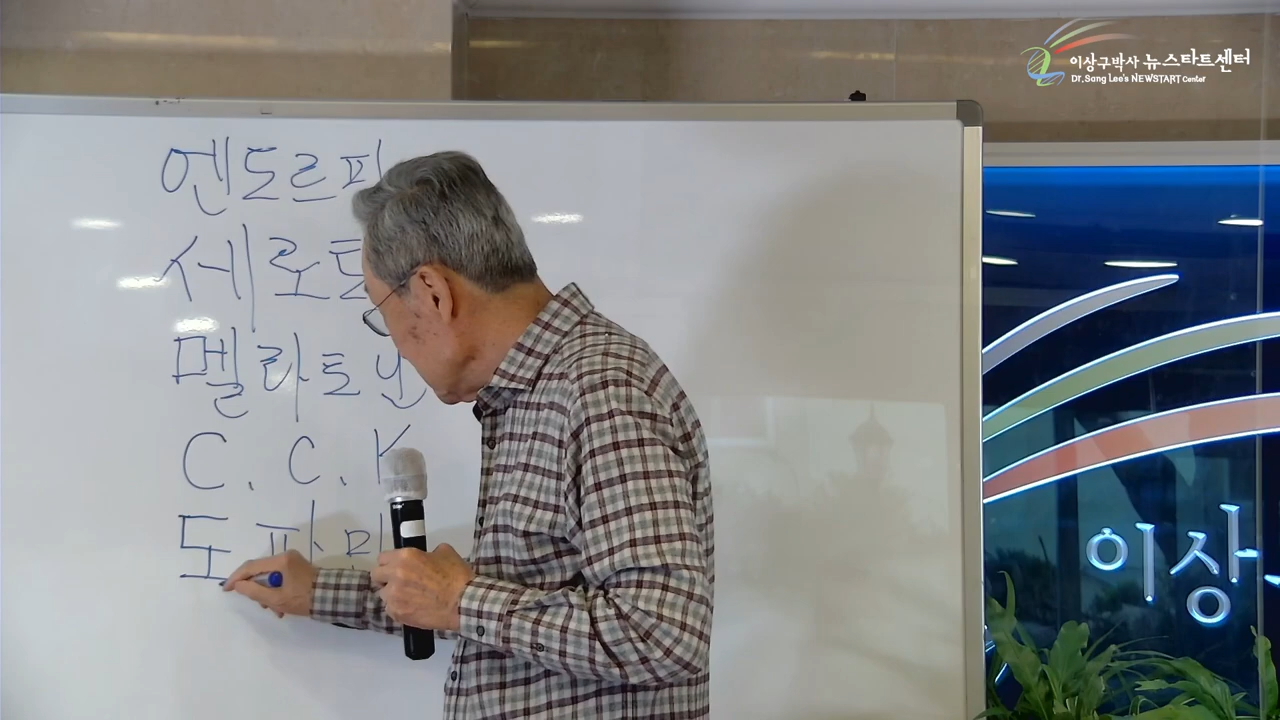 이상구박사 뉴스타트센터
Dr. Sang Lee's NEWSTART Center
엔도르피
세로토
멜라토닌
C. C. K
도파민
이상